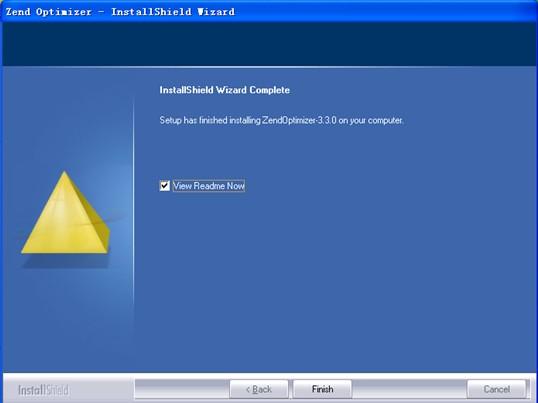 Zend Optimizer - InstallShield Wizard
InstallShield Wizard Complete
Setup has finished installing ZendOptimizer-3.3.0 on your computer.
View Readme Now
InstallShield
< Back
Finish
Cancel